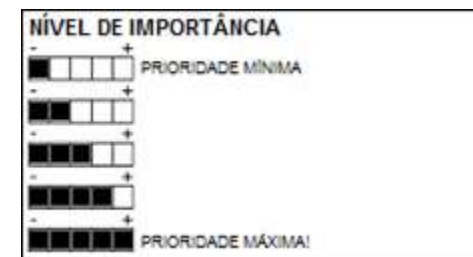 NÍVEL DE IMPORTÂNCIA
- +
PRIORIDADE MÍNIMA
- +
- +
- +
- +
PRIORIDADE MÁXIMA!